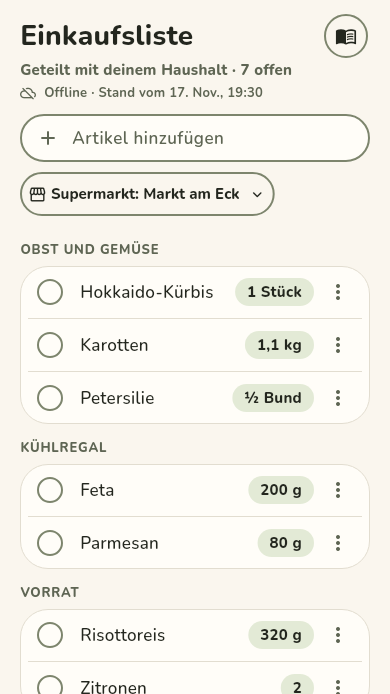 Einkaufsliste
Geteilt mit deinem Haushalt · 7 offen
Offline · Stand vom 17. Nov., 19:30
Artikel hinzufügen
Supermarkt: Markt am Eck
OBST UND GEMÜSE
Hokkaido-Kürbis 1 Stück
Karotten 1,1 kg
Petersilie ½ Bund
KÜHLREGAL
Feta 200 g
Parmesan 80 g
VORRAT
Risottoreis 320 g
Zitronen 2